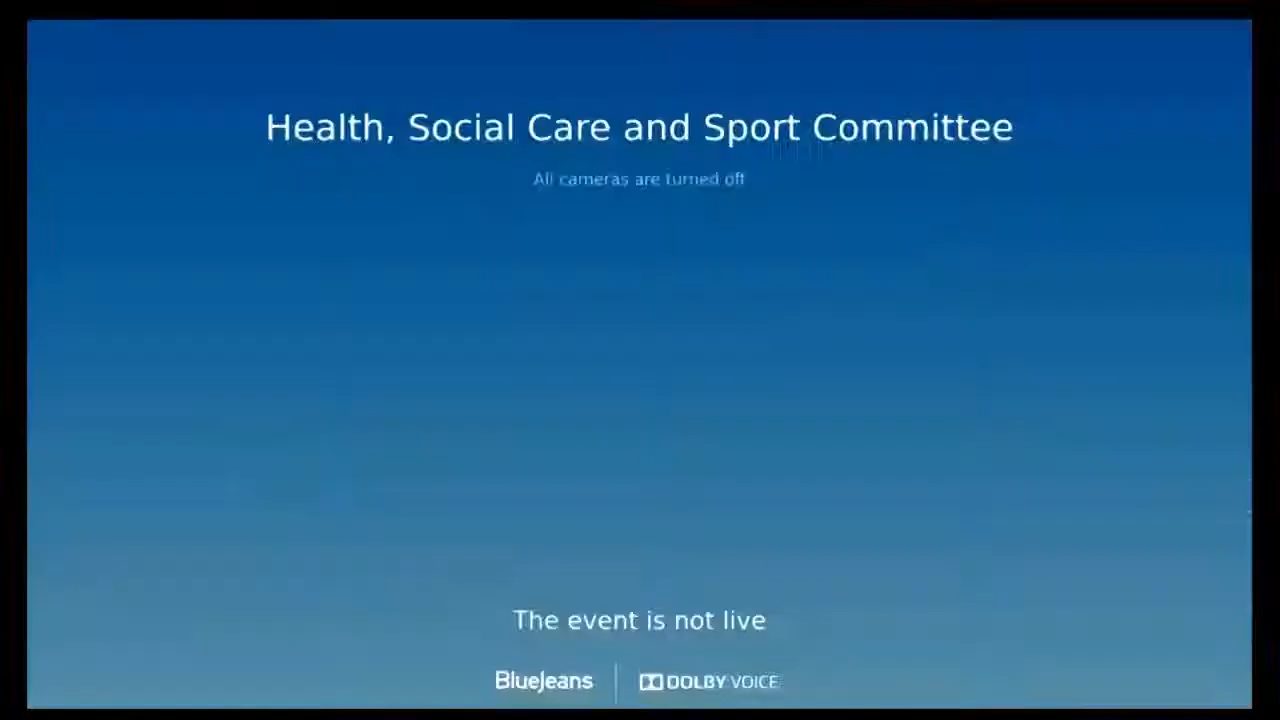 Health, Social Care and Sport Committee
All cameras are turned off
The event is not live
BlueJeans
DOLBY VOICE